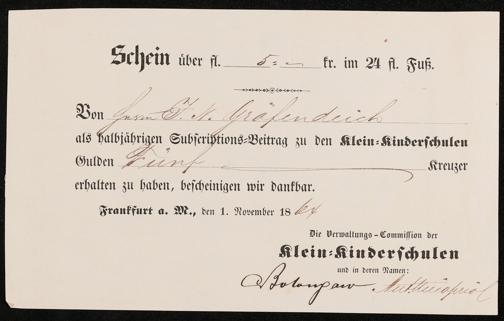 Schein über fl. 5 = - kr. im 24 fl. Fuß.
Von Herrn J. N. Gräfendeich
als halbjährigen Subscriptions-Beitrag zu den Klein-Kinderschulen
Gulden Fünf Kreuzer
erhalten zu haben, bescheinigen wir dankbar.
Frankfurt a. M., den 1. November 1864
Die Verwaltungs-Commission der
Klein-Kinderschulen
und in deren Namen: